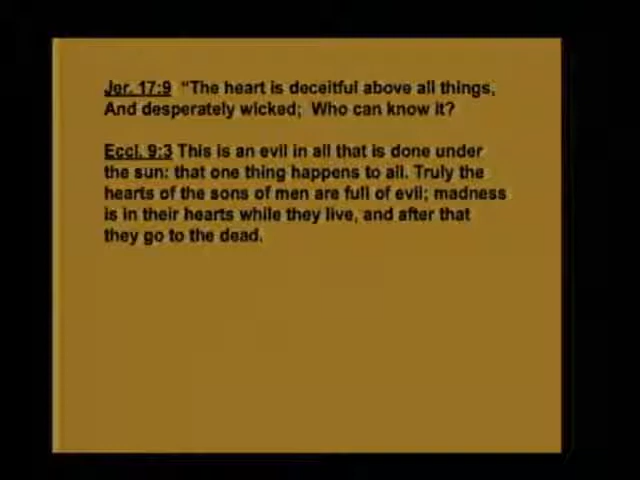 Jer. 17:9 “The heart is deceitful above all things,
And desperately wicked; Who can know it?
Eccl. 9:3 This is an evil in all that is done under
the sun: that one thing happens to all. Truly the
hearts of the sons of men are full of evil; madness
is in their hearts while they live, and after that
they go to the dead.